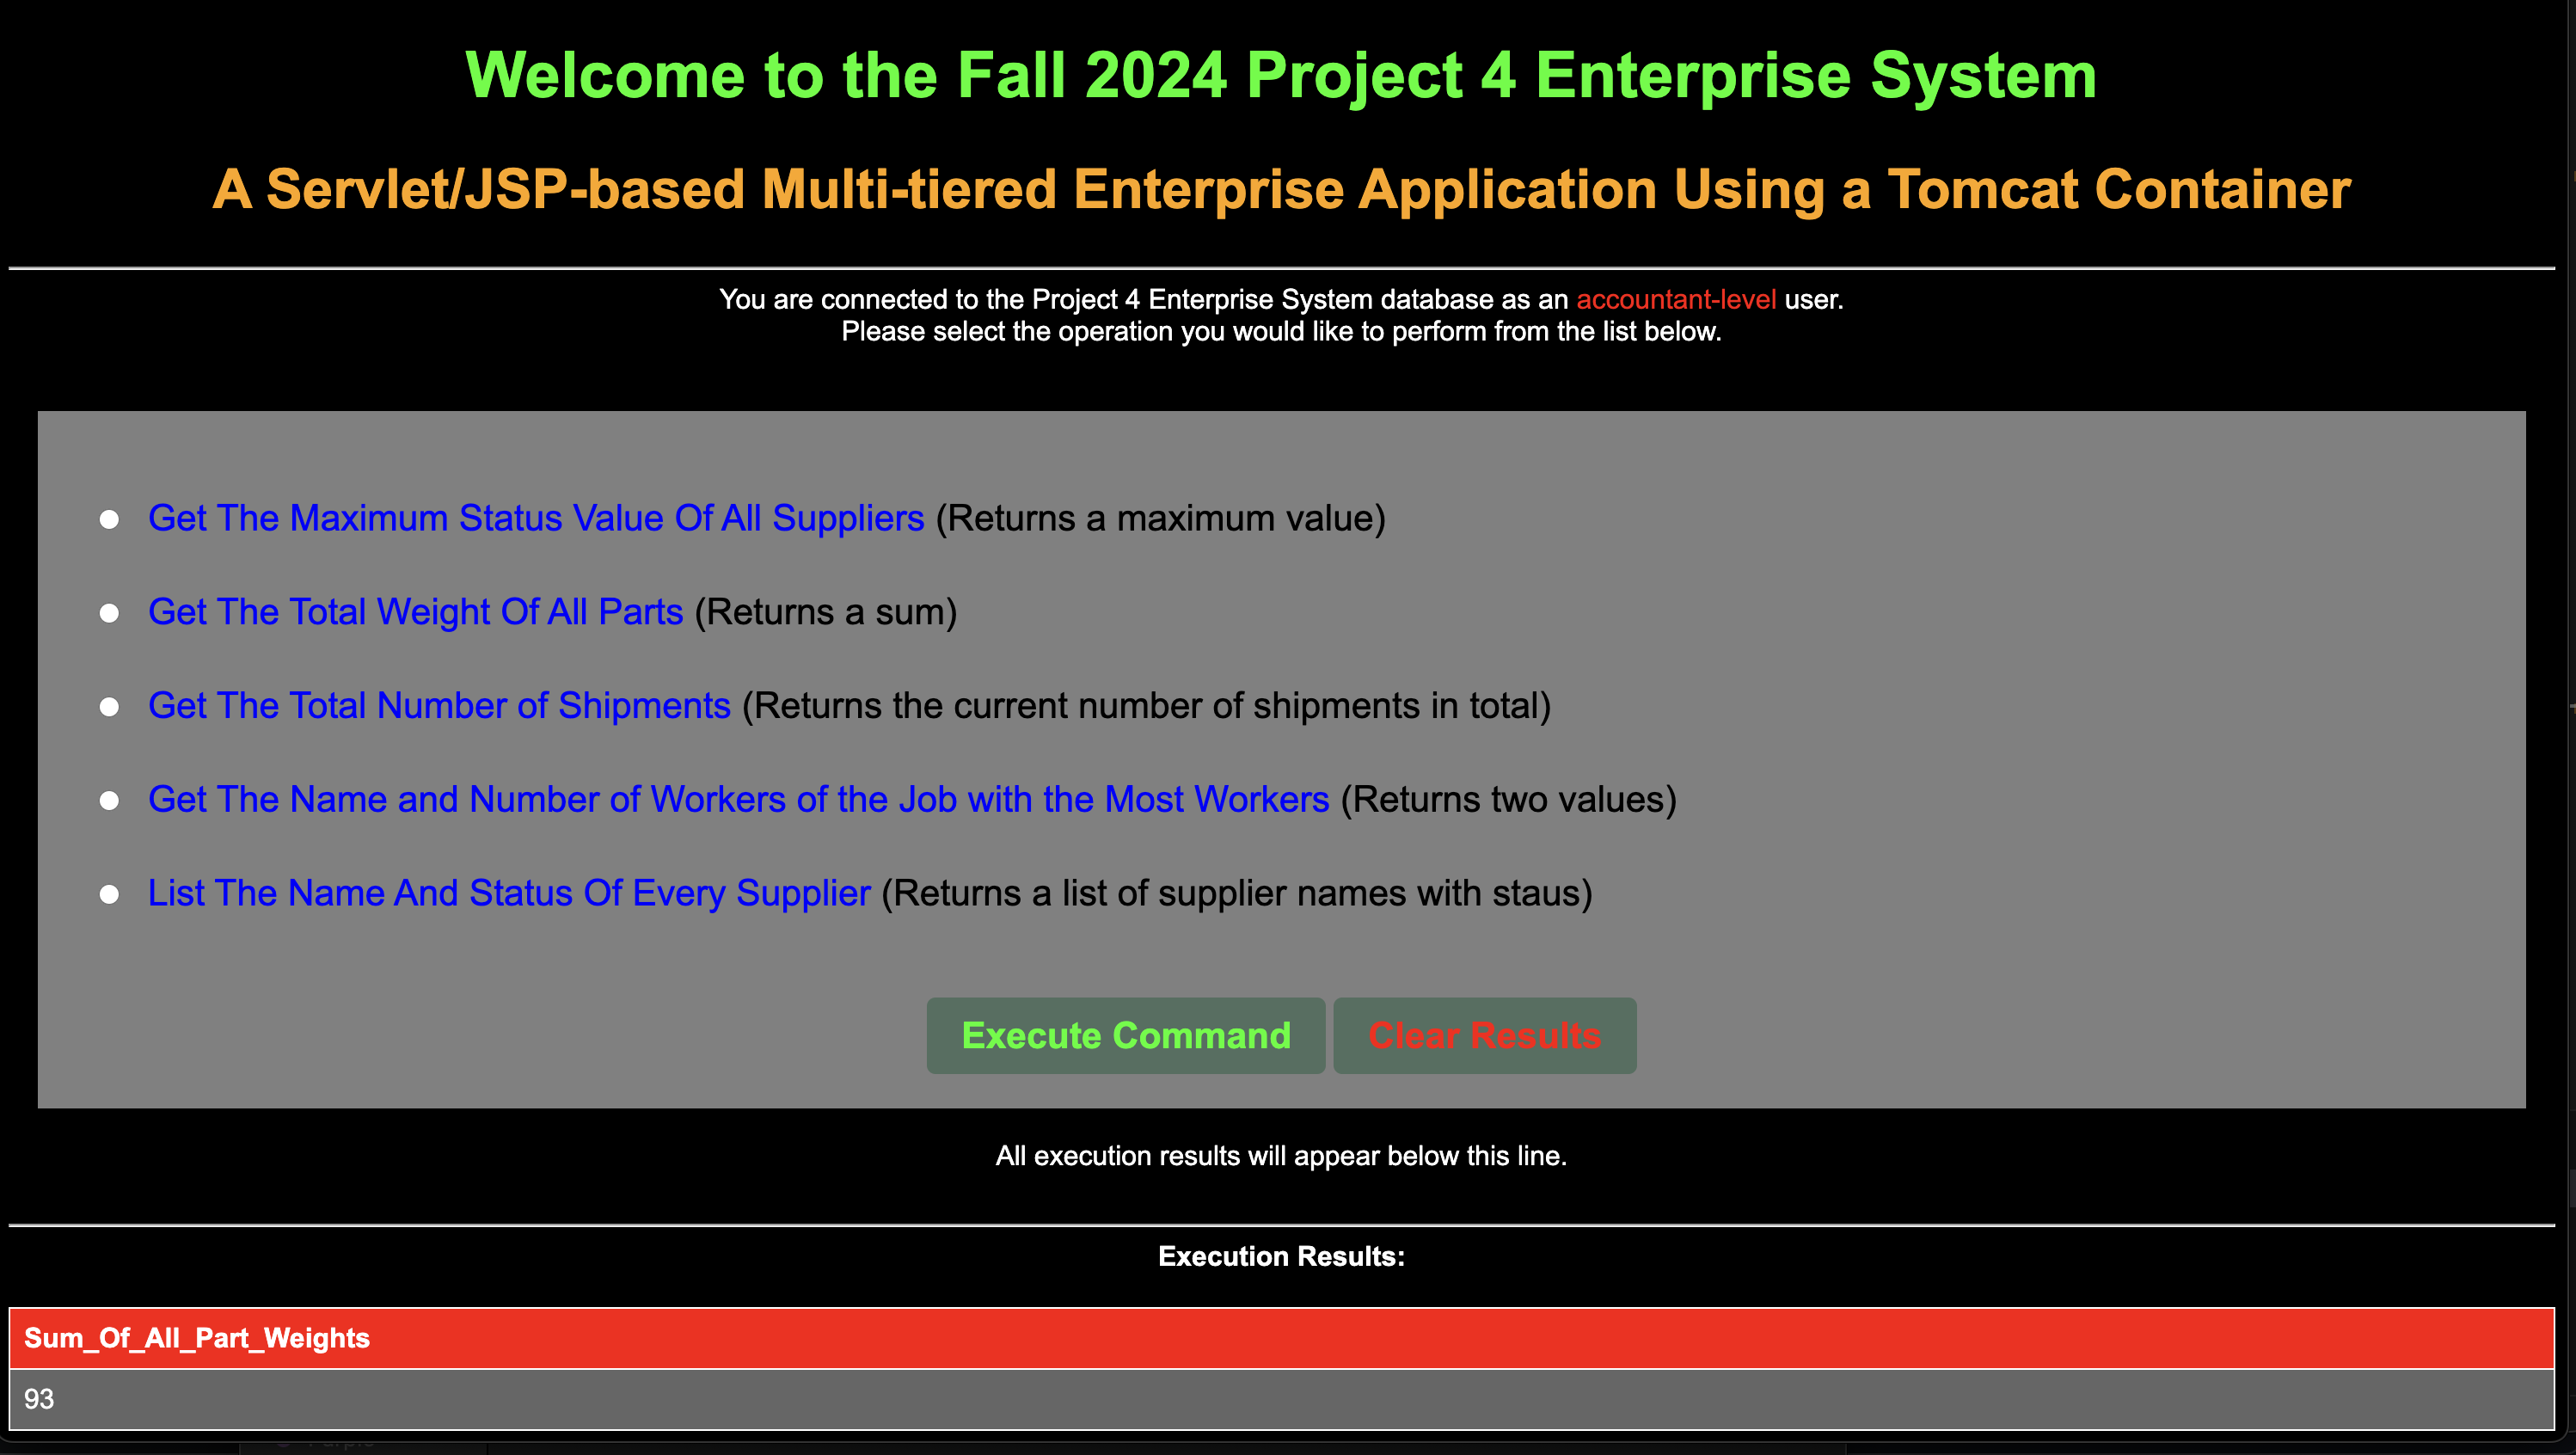 Welcome to the Fall 2024 Project 4 Enterprise System
A Servlet/JSP-based Multi-tiered Enterprise Application Using a Tomcat Container
You are connected to the Project 4 Enterprise System database as an accountant-level user.
Please select the operation you would like to perform from the list below.
Get The Maximum Status Value Of All Suppliers (Returns a maximum value)
Get The Total Weight Of All Parts (Returns a sum)
Get The Total Number of Shipments (Returns the current number of shipments in total)
Get The Name and Number of Workers of the Job with the Most Workers (Returns two values)
List The Name And Status Of Every Supplier (Returns a list of supplier names with staus)
Execute Command Clear Results
All execution results will appear below this line.
Execution Results:
Sum_Of_All_Part_Weights
93